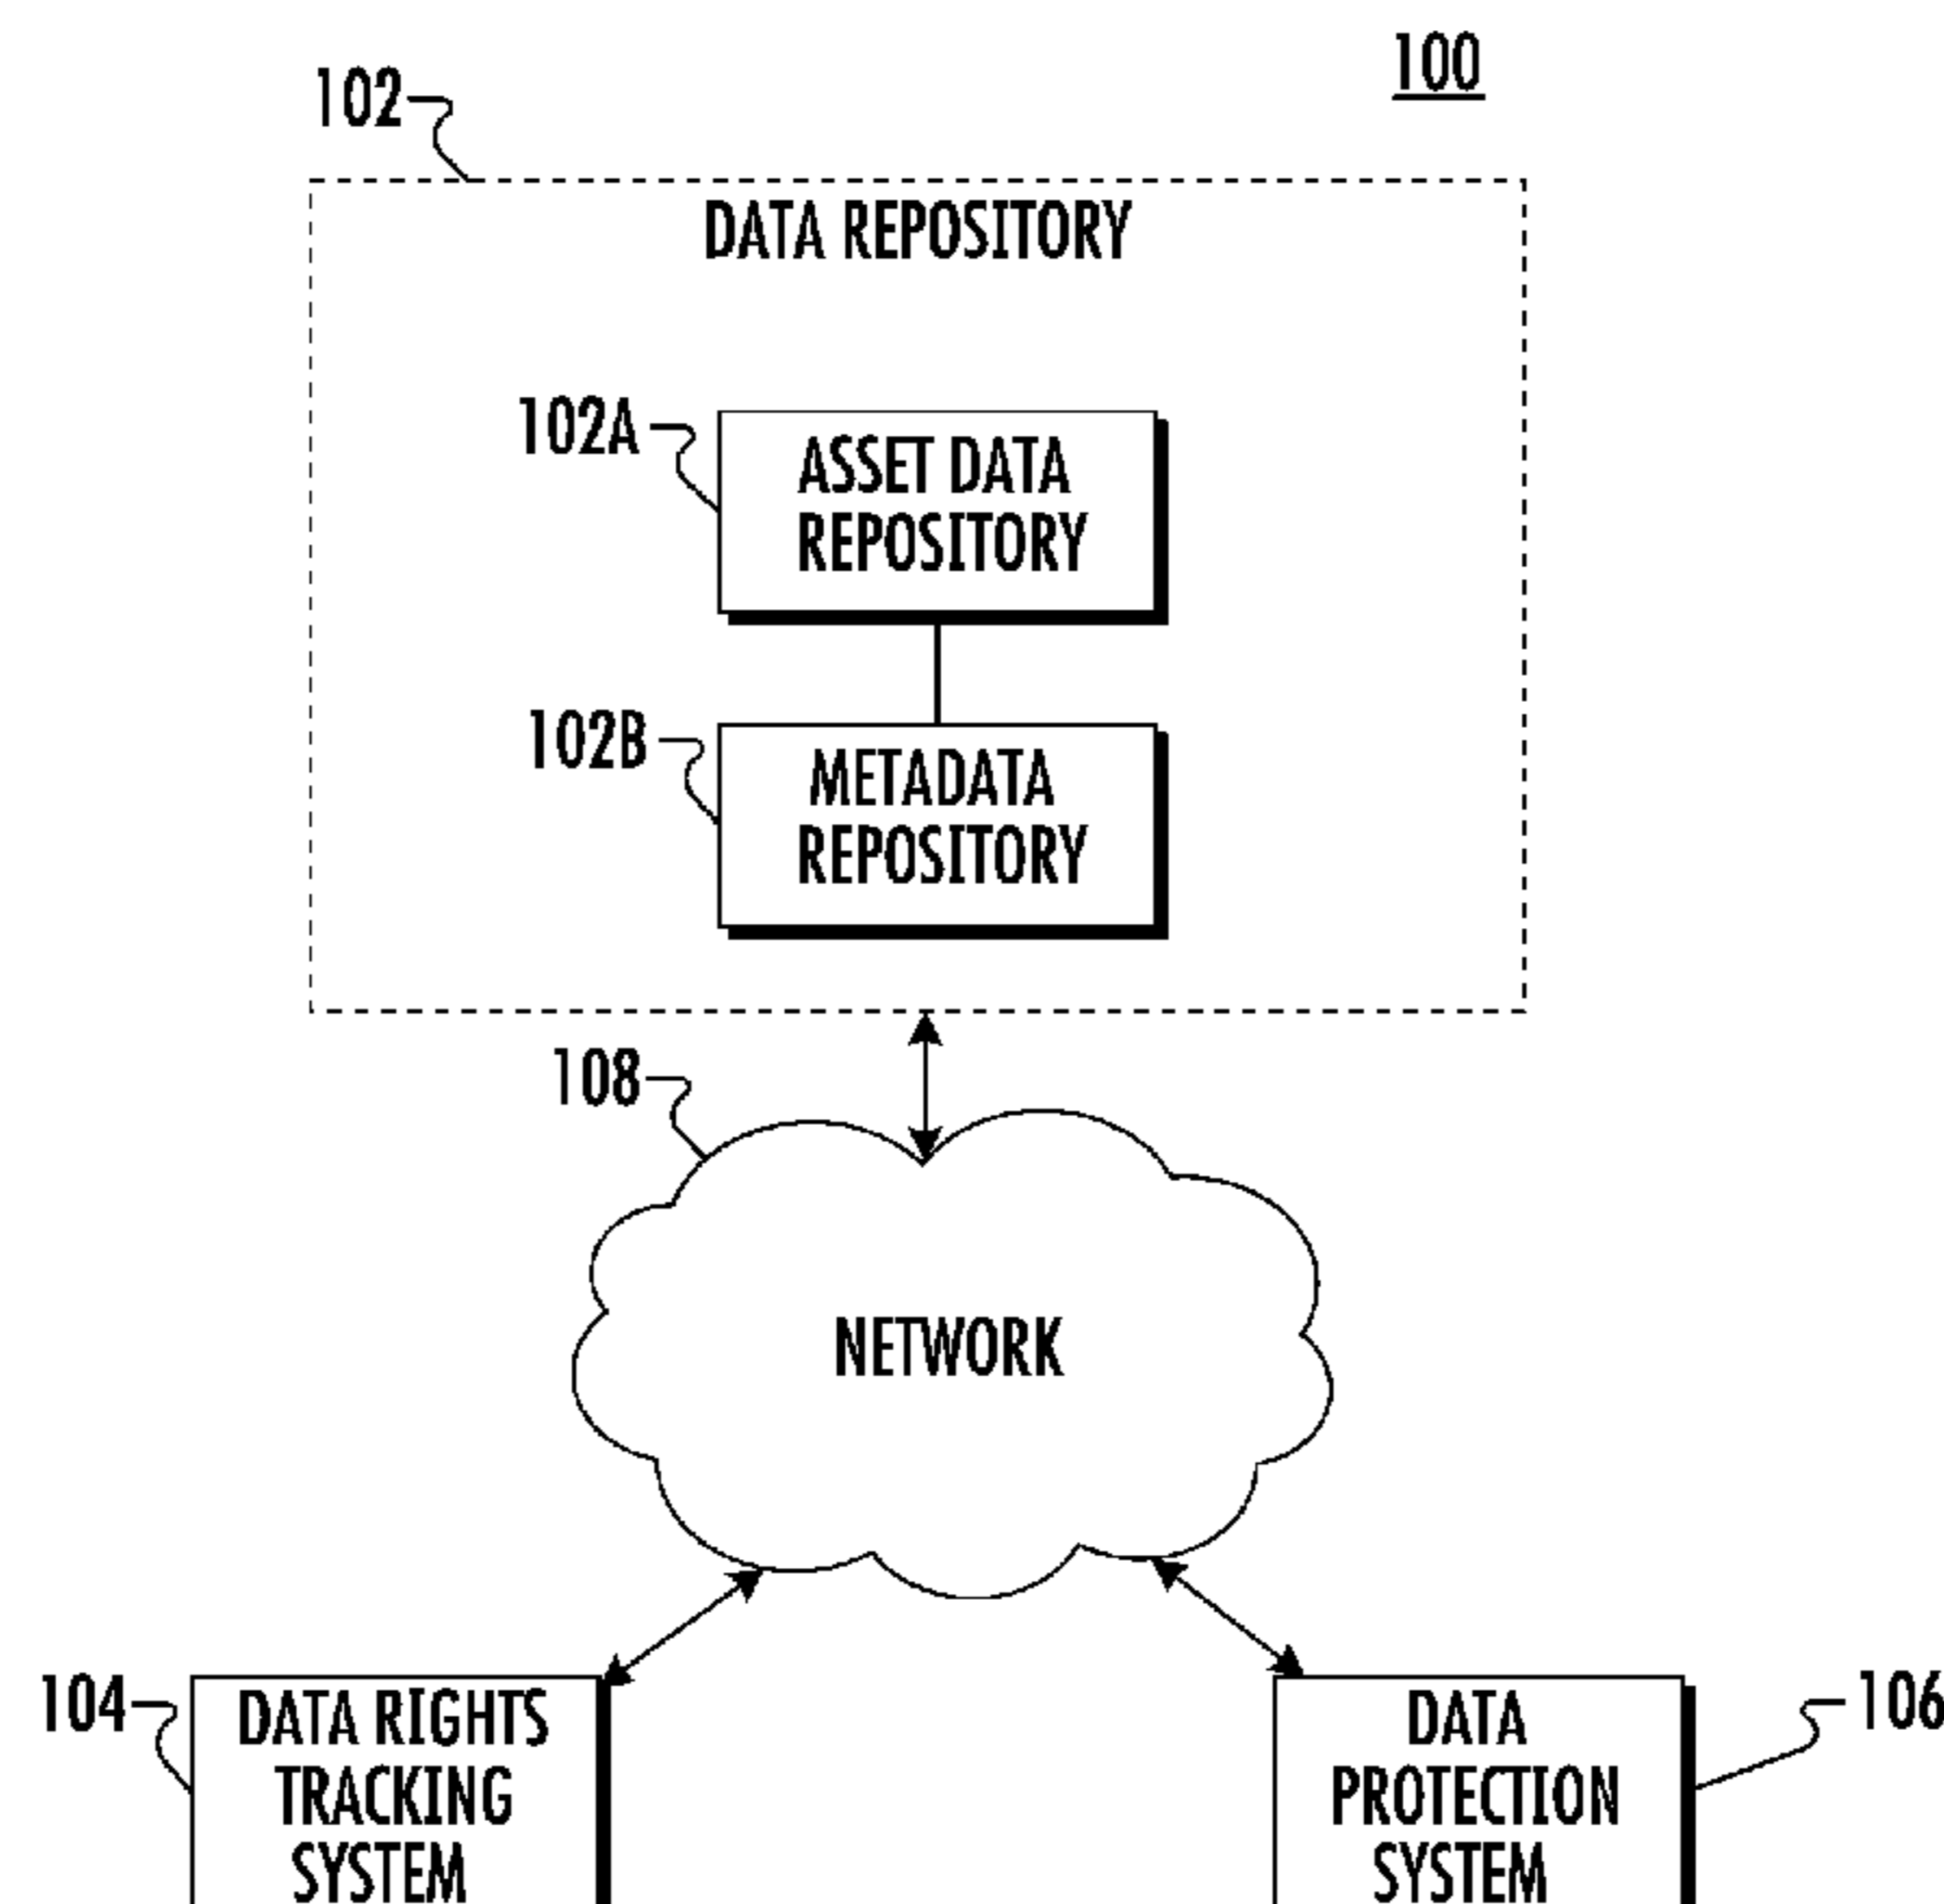 100
102
DATA REPOSITORY
102A
ASSET DATA
REPOSITORY
102B
METADATA
REPOSITORY
108
NETWORK
104
DATA RIGHTS
TRACKING
SYSTEM
106
DATA
PROTECTION
SYSTEM